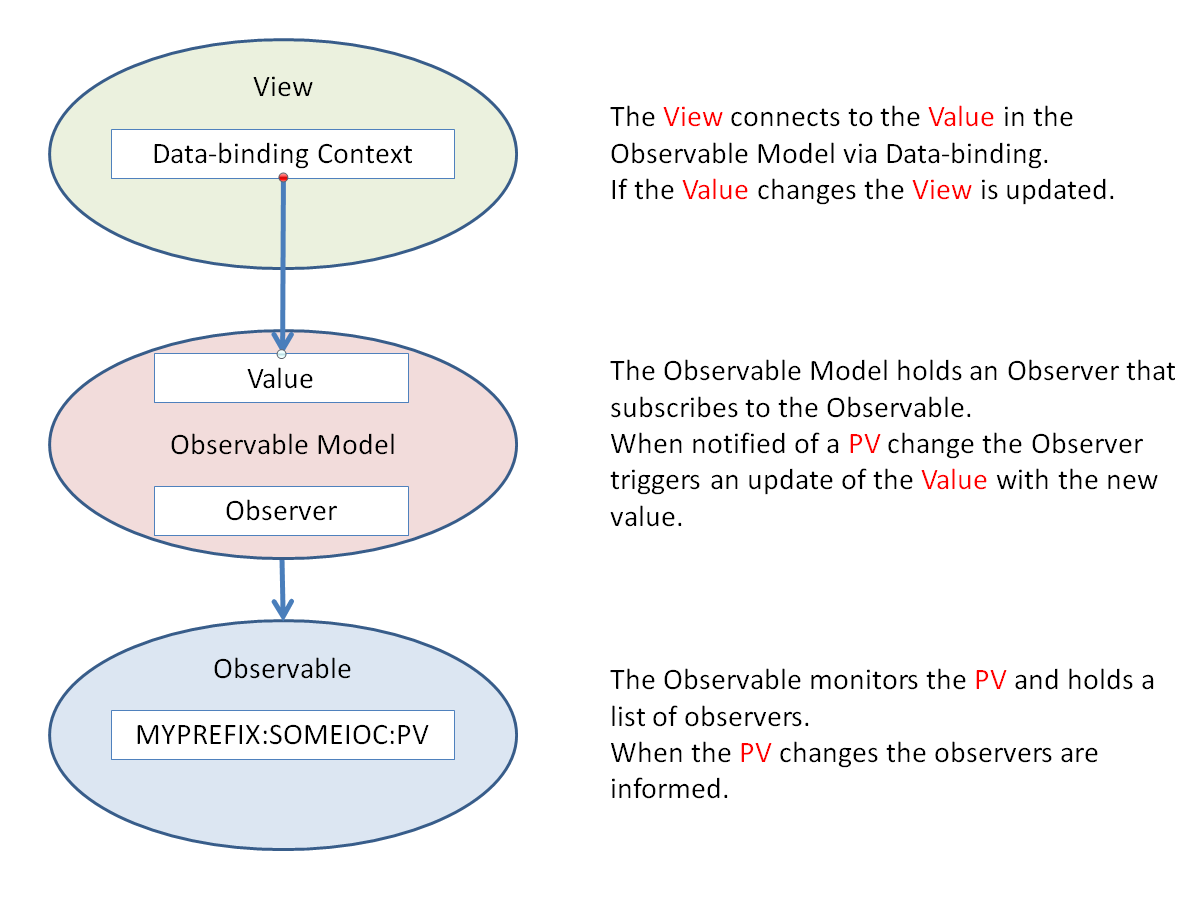 View
Data-binding Context
The View connects to the Value in the
Observable Model via Data-binding.
If the Value changes the View is updated.
Value
Observable Model
Observer
The Observable Model holds an Observer that
subscribes to the Observable.
When notified of a PV change the Observer
triggers an update of the Value with the new
value.
Observable
MYPREFIX:SOMEIOC:PV
The Observable monitors the PV and holds a
list of observers.
When the PV changes the observers are
informed.